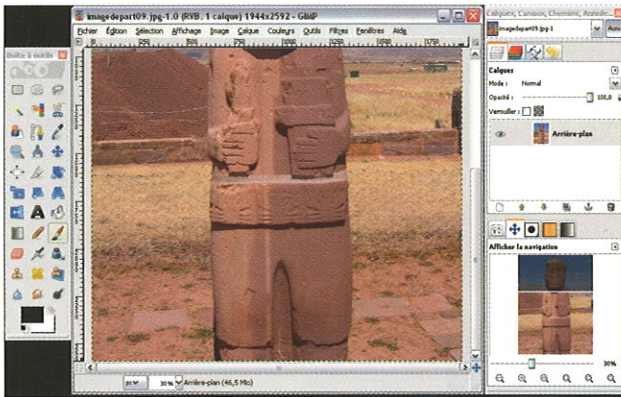 imagedepart09.jpg-1.0 (RVB, 1 calque) 1944x2592 - GIMP
Fichier Édition Sélection Affichage Image Calque Couleurs Outils Filtres Fenêtres Aide
Boîte à outils
30% Arrière-plan (46,5 Mio)
Calques, Canaux, Chemins, Annuler-
imagedepart09.jpg-1 Auto
Calques
Mode : Normal
Opacité : 100,0
Verrouiller :
Arrière-plan
Afficher la navigation
30%